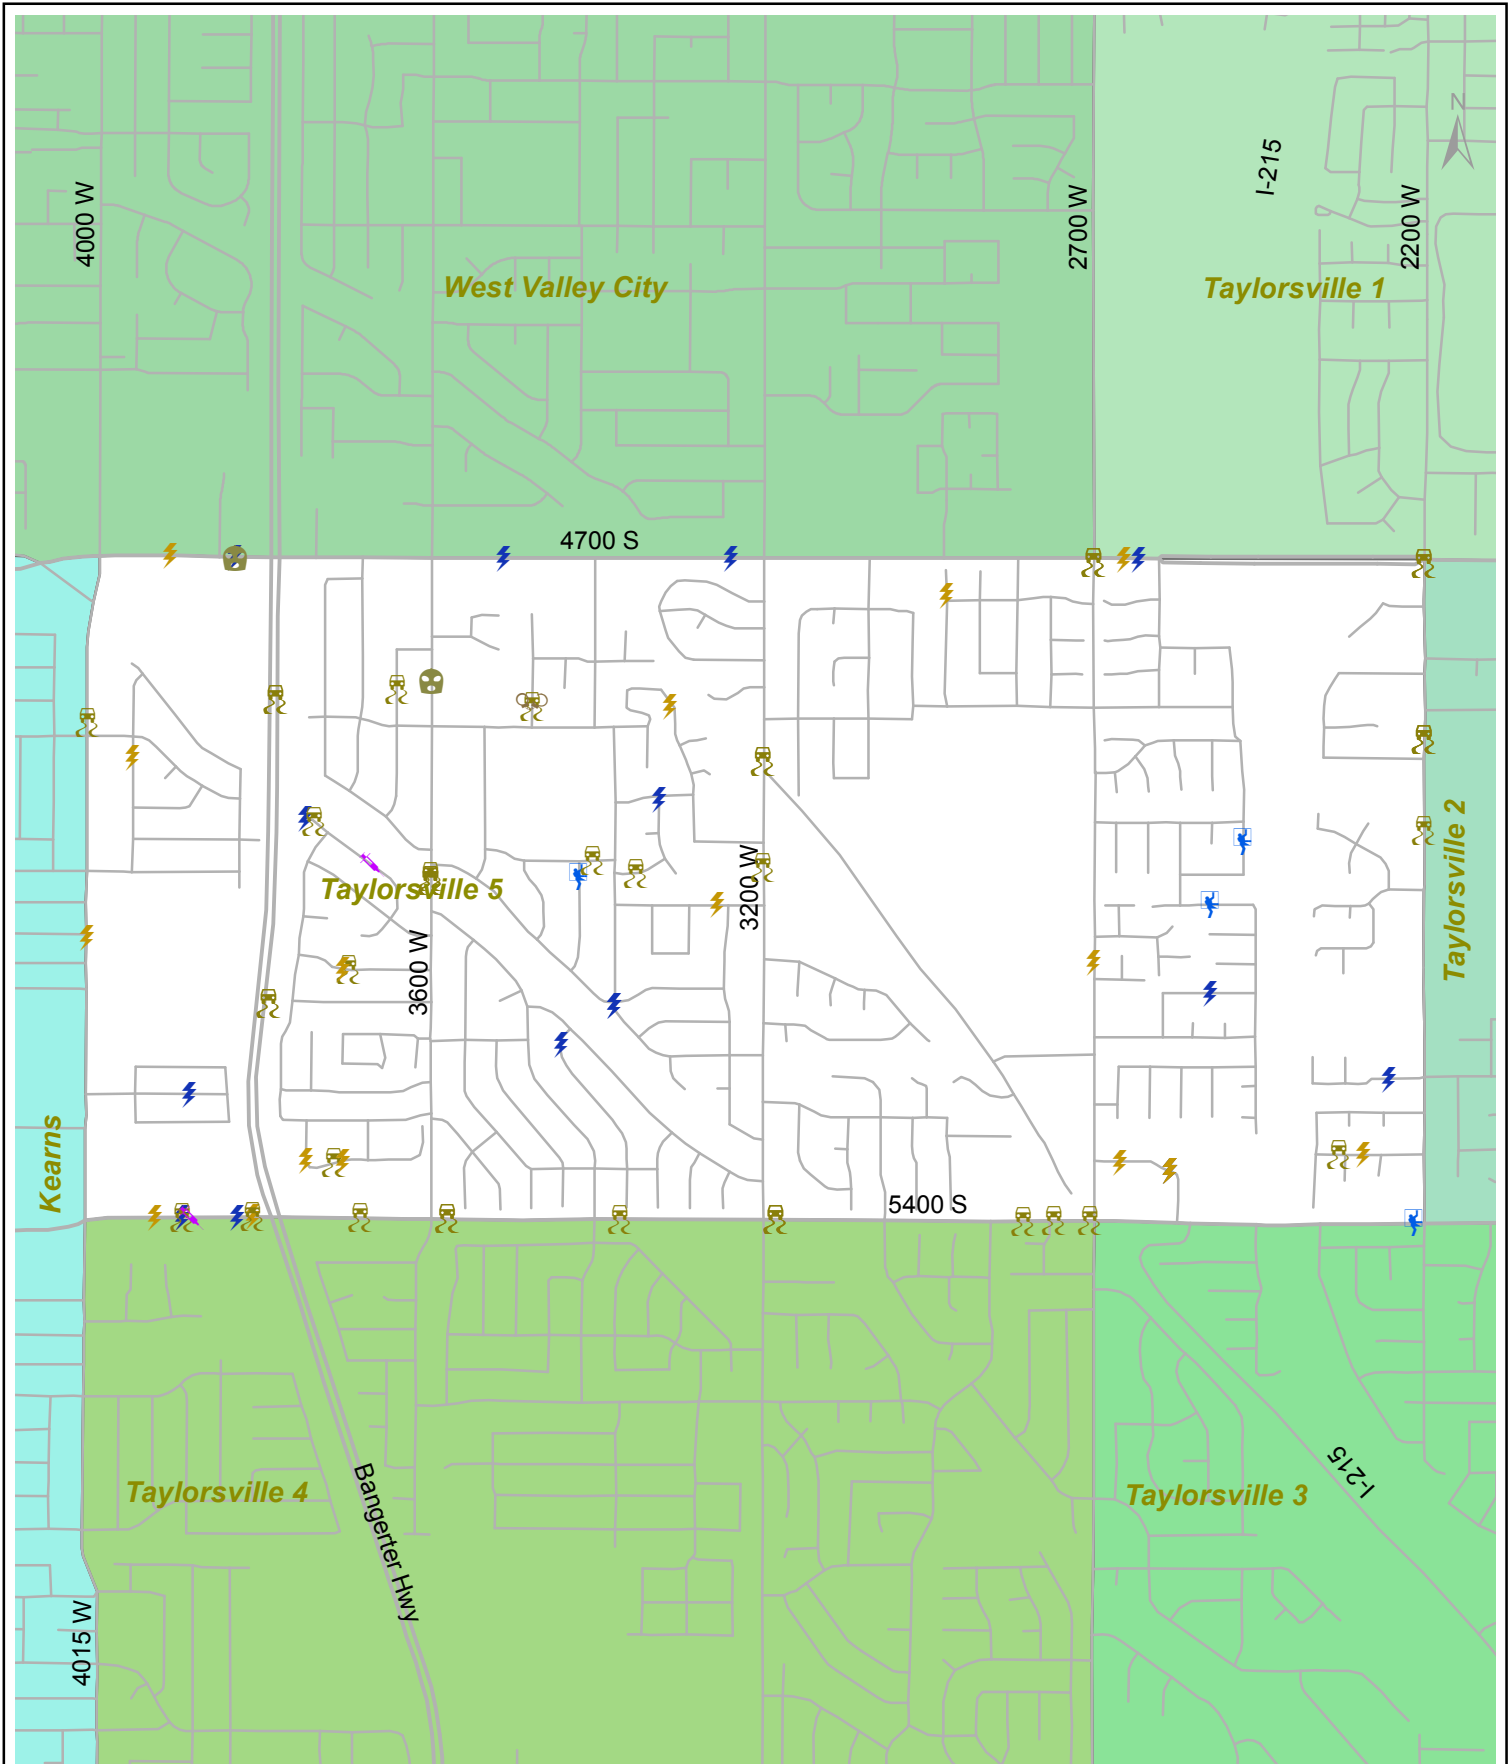 N
I-215
4000 W
2700 W
2200 W
West Valley City
Taylorsville 1
4700 S
Taylorsville 2
3200 W
Taylorsville 5
3600 W
Kearns
5400 S
Taylorsville 4
Bangerter Hwy
Taylorsville 3
I-215
4015 W